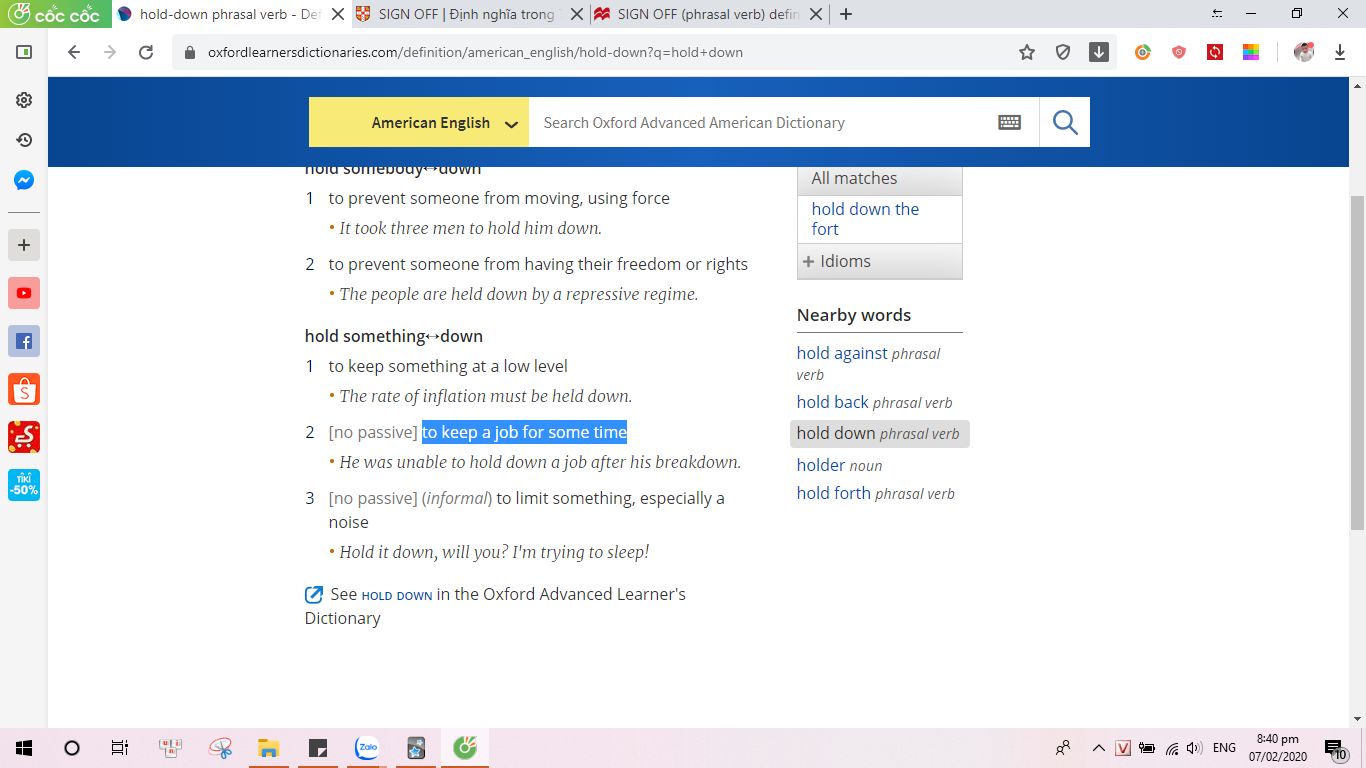 cốc cốc
hold-down phrasal verb - Def
SIGN OFF | Định nghĩa trong
SIGN OFF (phrasal verb) defin
oxfordlearnersdictionaries.com/definition/american_english/hold-down?q=hold+down
American English
Search Oxford Advanced American Dictionary
hold somebody↔down
1 to prevent someone from moving, using force
• It took three men to hold him down.
2 to prevent someone from having their freedom or rights
• The people are held down by a repressive regime.
hold something↔down
1 to keep something at a low level
• The rate of inflation must be held down.
2 [no passive] to keep a job for some time
• He was unable to hold down a job after his breakdown.
3 [no passive] (informal) to limit something, especially a
noise
• Hold it down, will you? I'm trying to sleep!
See HOLD DOWN in the Oxford Advanced Learner's
Dictionary
All matches
hold down the
fort
+ Idioms
Nearby words
hold against phrasal
verb
hold back phrasal verb
hold down phrasal verb
holder noun
hold forth phrasal verb
TIKI
-50%
Zalo
V
ENG
8:40 pm
07/02/2020
10